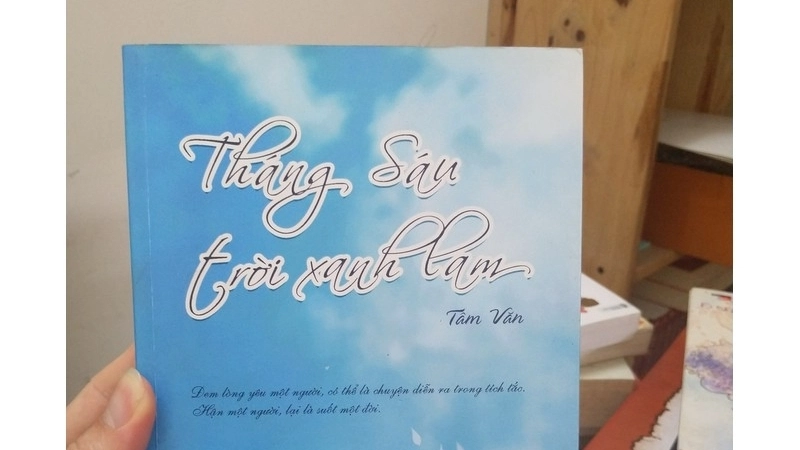 Tháng Sáu
trời xanh lam
Tâm Văn
Đem lòng yêu một người, có thể là chuyện diễn ra trong tích tắc.
Hận một người, lại là suốt một đời.